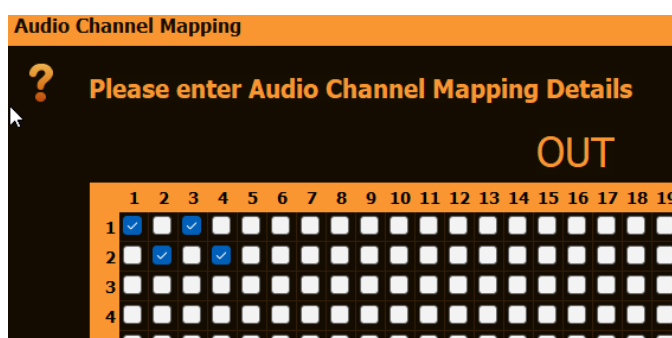 Audio Channel Mapping
? Please enter Audio Channel Mapping Details
OUT
1 2 3 4 5 6 7 8 9 10 11 12 13 14 15 16 17 18 19
1
2
3
4